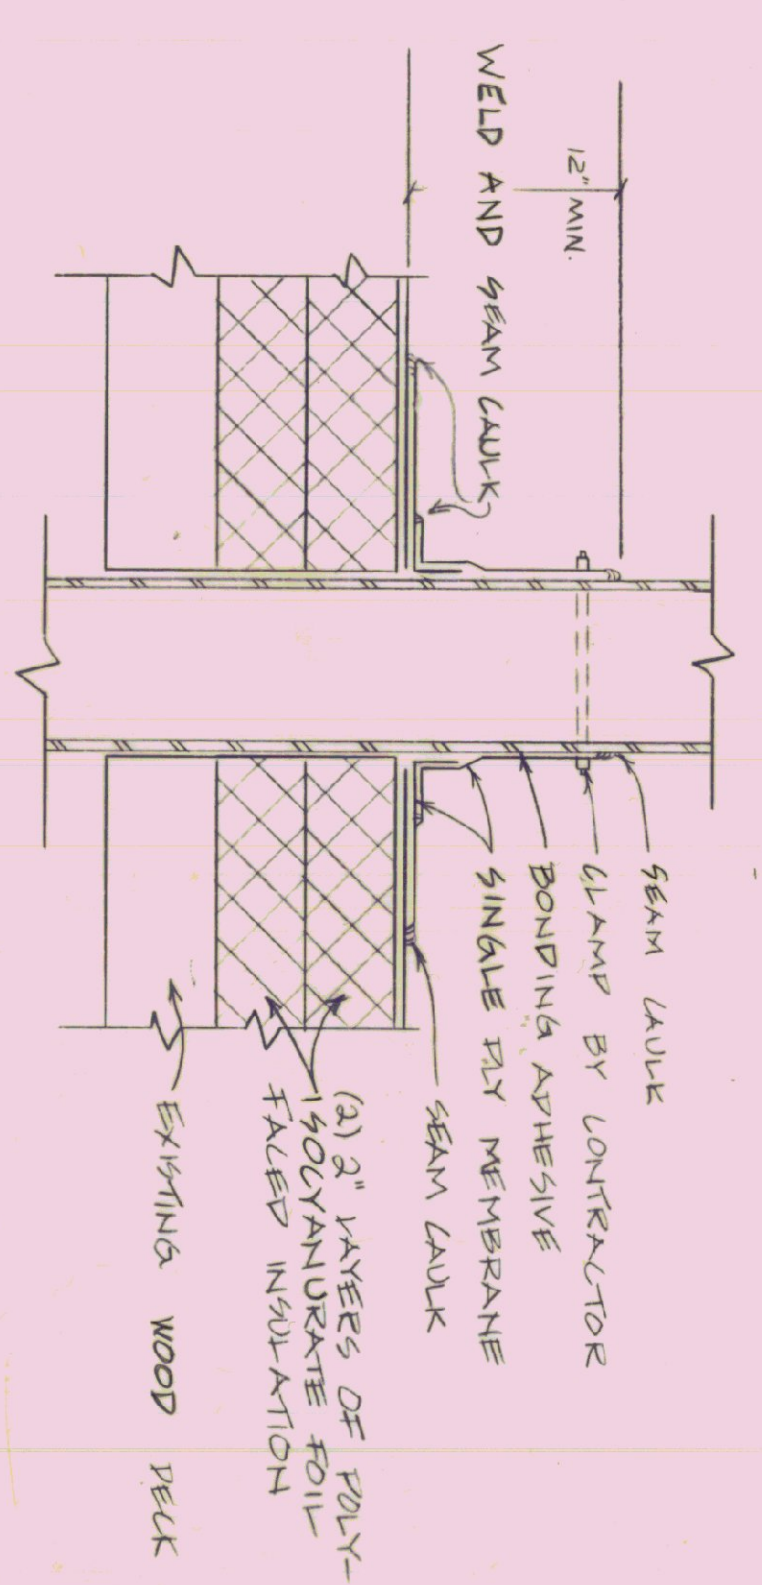 12" MIN.
WELD AND SEAM CAULK
SEAM CAULK
CLAMP BY CONTRACTOR
BONDING ADHESIVE
SINGLE PLY MEMBRANE
SEAM CAULK
(2) 2" LAYERS OF POLY-
ISOCYANURATE FOIL
FACED INSULATION
EXISTING WOOD DECK